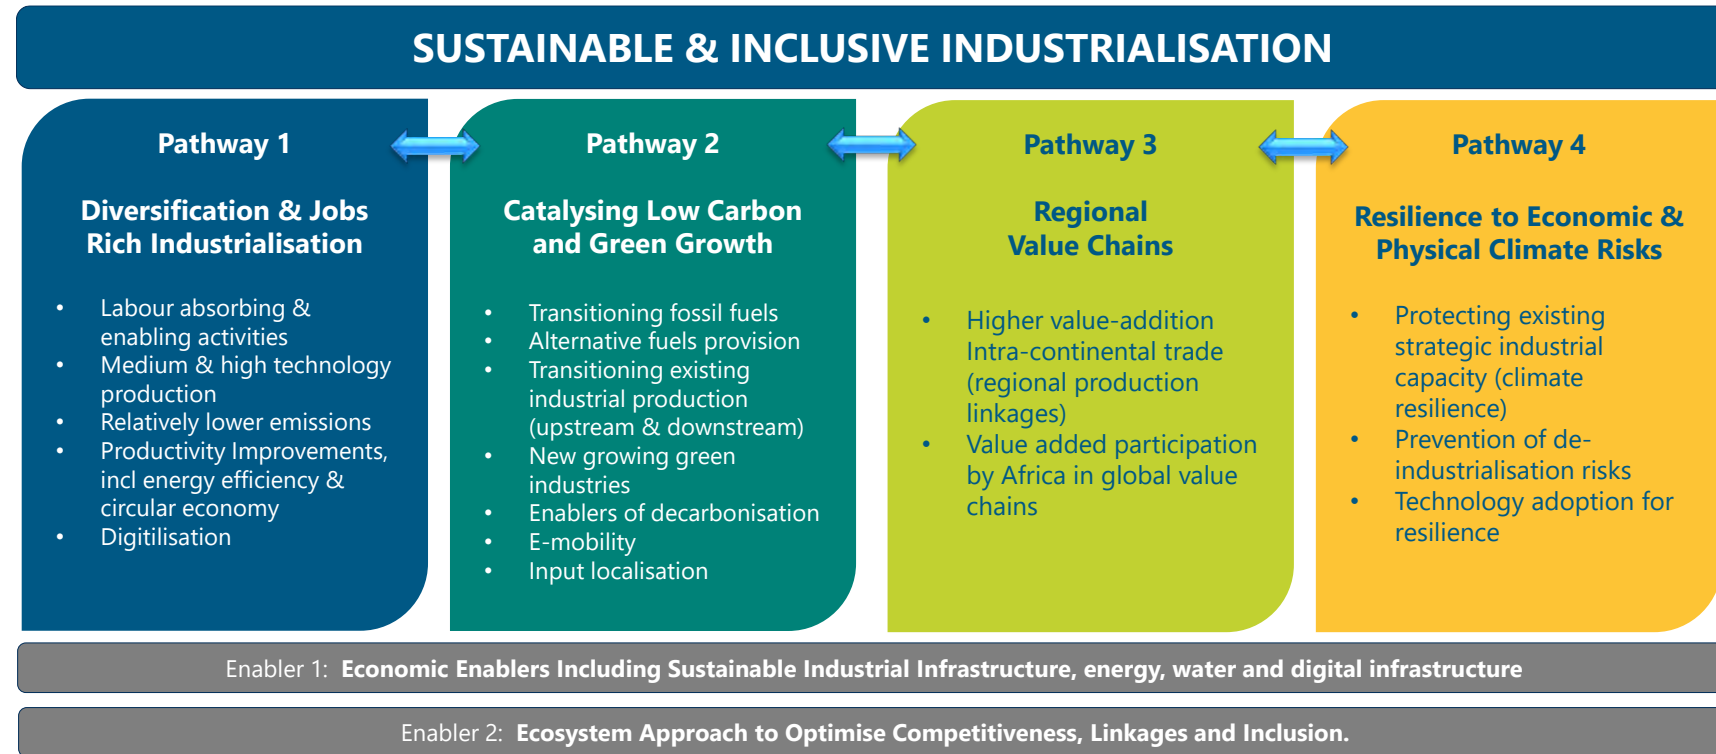 SUSTAINABLE & INCLUSIVE INDUSTRIALISATION
Pathway 1
Diversification & Jobs
Rich Industrialisation
• Labour absorbing &
enabling activities
• Medium & high technology
production
• Relatively lower emissions
• Productivity Improvements,
incl energy efficiency &
circular economy
• Digitilisation
Pathway 2
Catalysing Low Carbon
and Green Growth
• Transitioning fossil fuels
• Alternative fuels provision
• Transitioning existing
industrial production
(upstream & downstream)
• New growing green
industries
• Enablers of decarbonisation
• E-mobility
• Input localisation
Pathway 3
Regional
Value Chains
• Higher value-addition
Intra-continental trade
(regional production
linkages)
• Value added participation
by Africa in global value
chains
Pathway 4
Resilience to Economic &
Physical Climate Risks
• Protecting existing
strategic industrial
capacity (climate
resilience)
• Prevention of de-
industrialisation risks
• Technology adoption for
resilience
Enabler 1: Economic Enablers Including Sustainable Industrial Infrastructure, energy, water and digital infrastructure
Enabler 2: Ecosystem Approach to Optimise Competitiveness, Linkages and Inclusion.